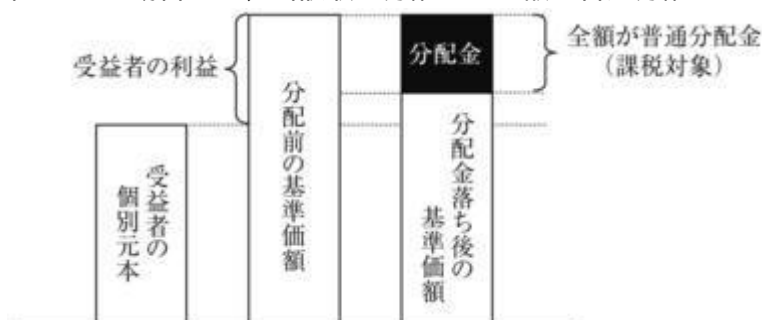 受益者の利益
分配金
全額が普通分配金
(課税対象)
受益者の
個別元本
分配前の基準価額
分配金落ち後の
基準価額